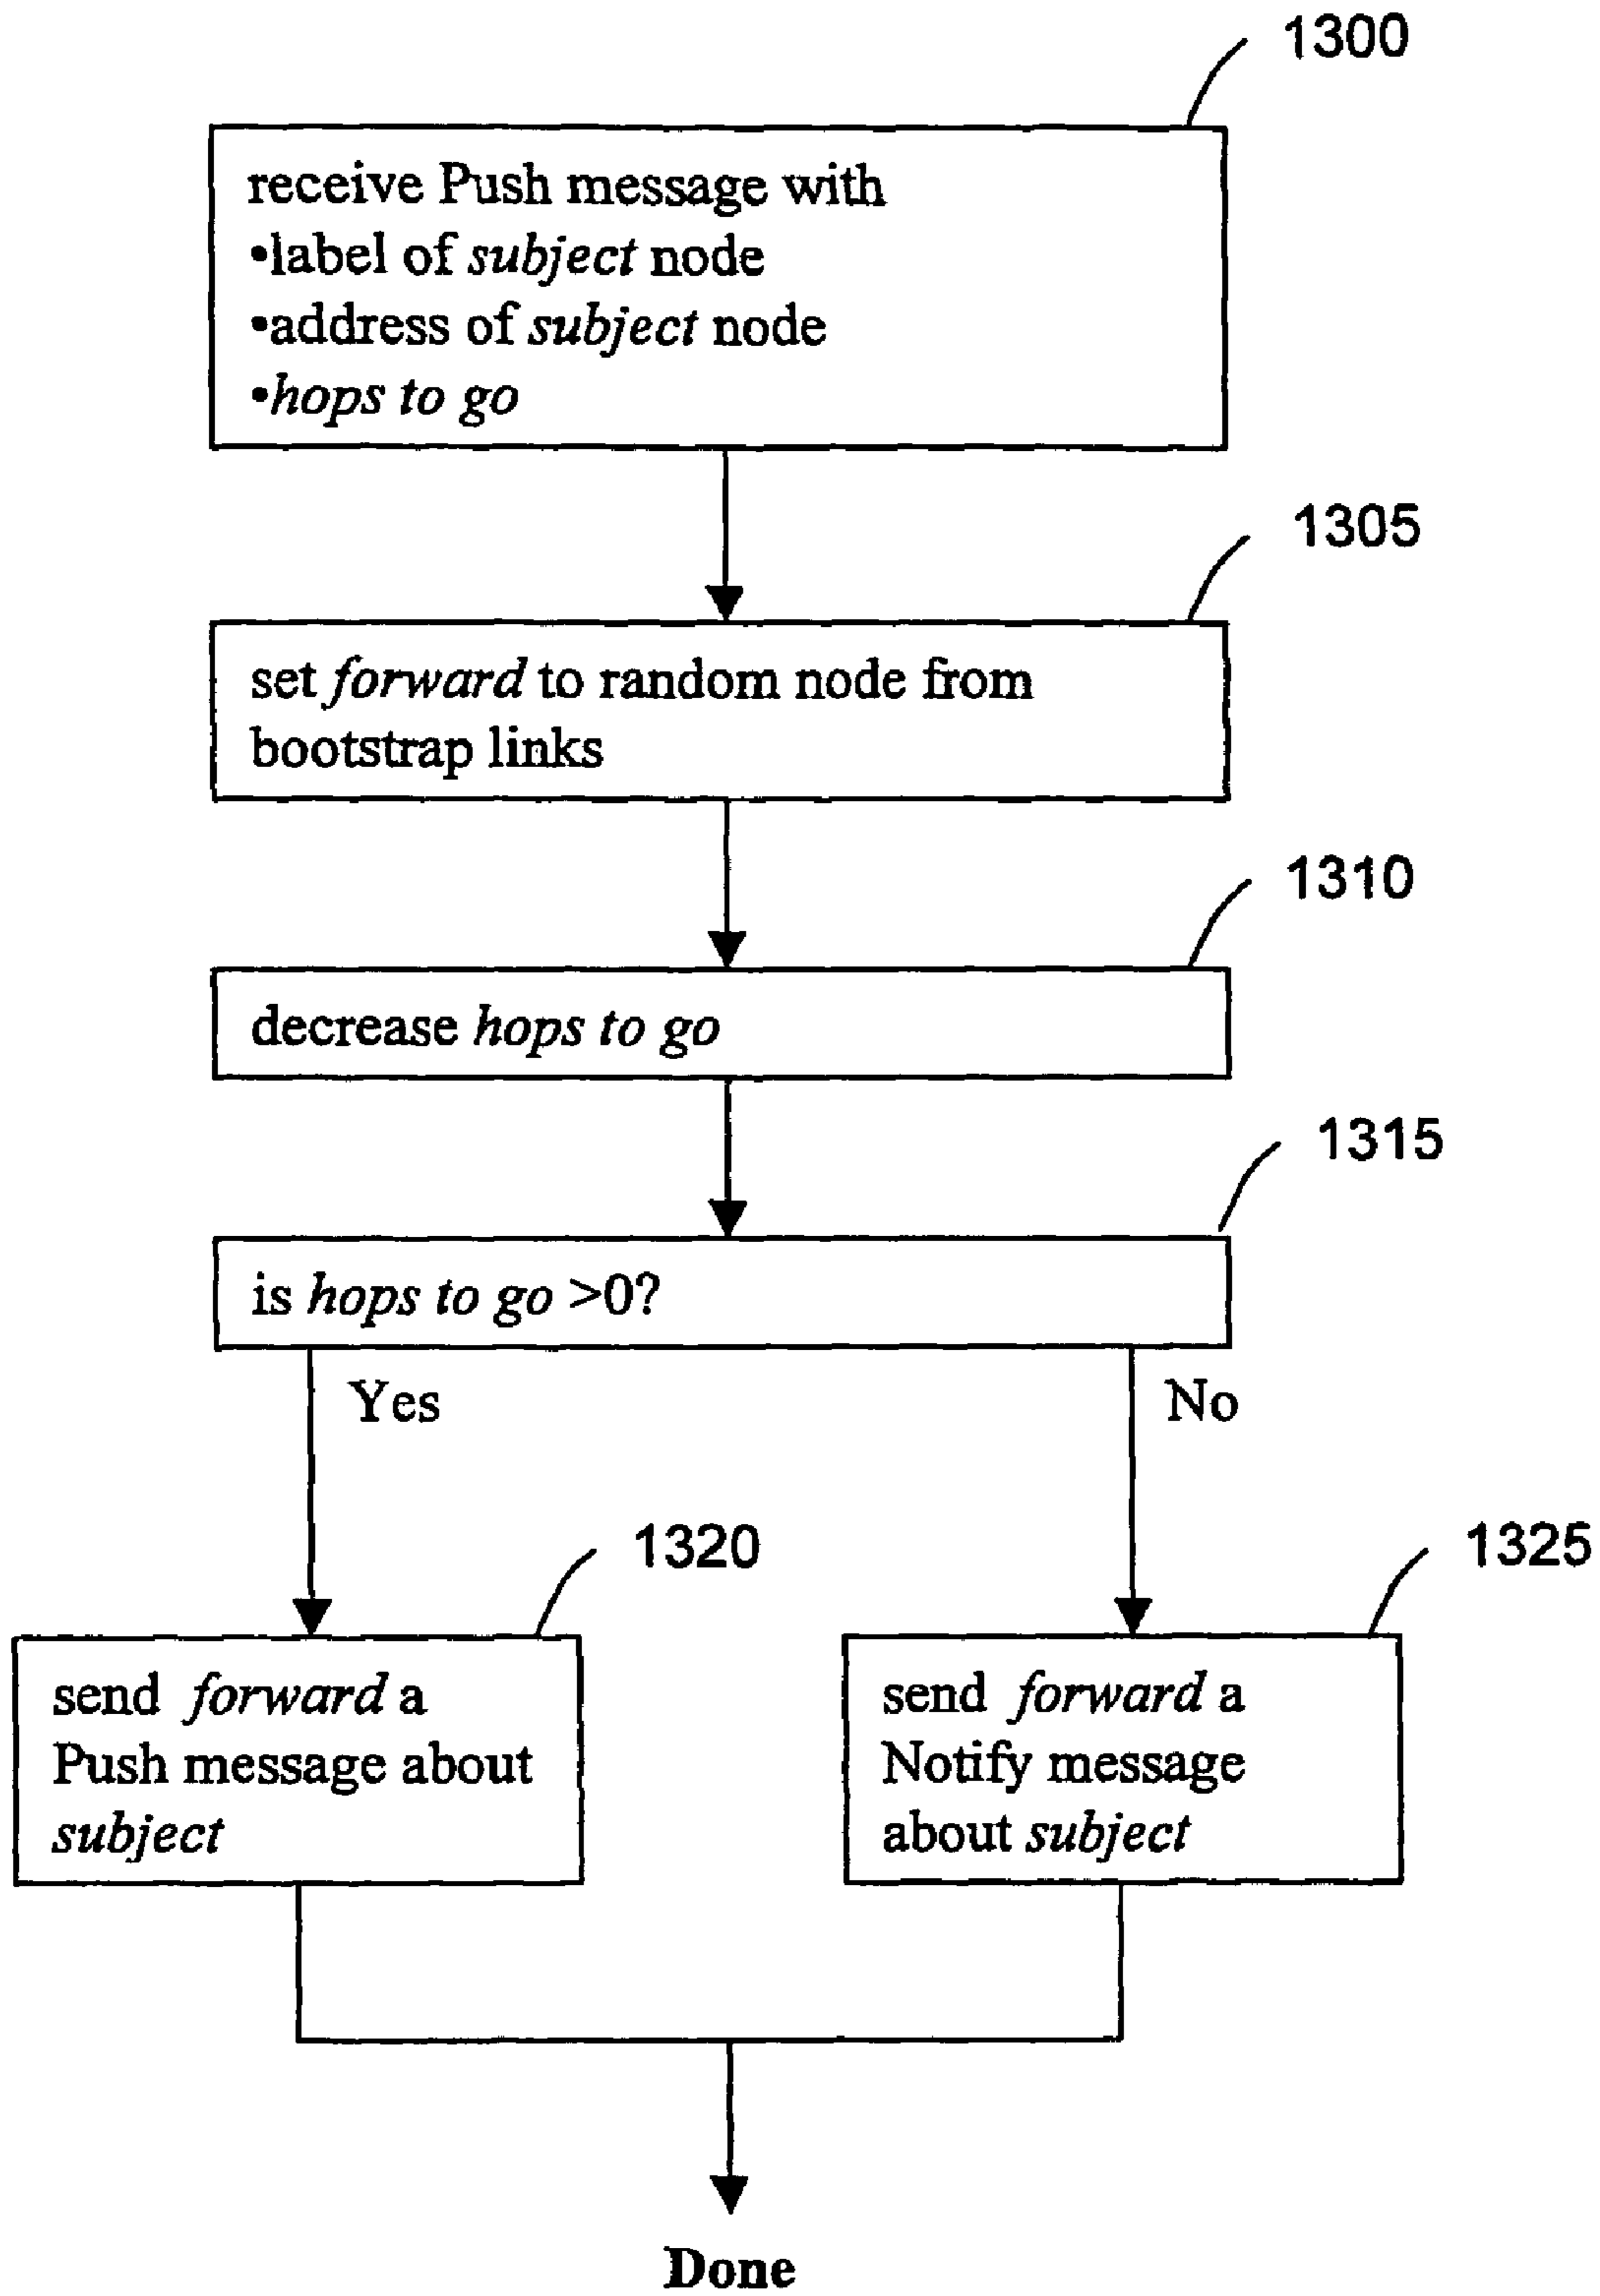 1300
receive Push message with
•label of subject node
•address of subject node
•hops to go
1305
set forward to random node from
bootstrap links
1310
decrease hops to go
1315
is hops to go >0?
Yes
No
1320
send forward a
Push message about
subject
1325
send forward a
Notify message
about subject
Done